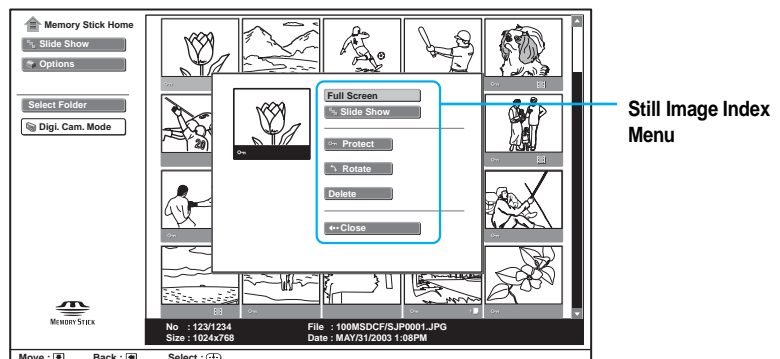 Memory Stick Home
Slide Show
Options
Select Folder
Digi. Cam. Mode
Full Screen
Slide Show
Protect
Rotate
Delete
Close
Still Image Index
Menu
20
MEMORY STICK
No : 123/1234 File : 100MSDCF/SJP0001.JPG
Size : 1024x768 Date : MAY/31/2003 1:08PM
Move : Back : Select :